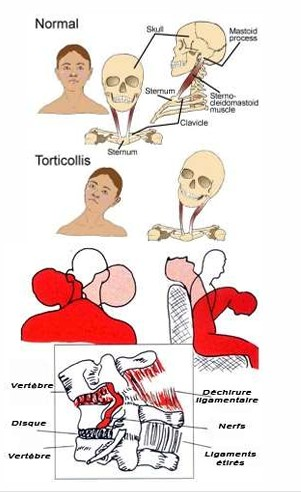 Normal
Skull
Mastoid
process
Sternum
Sterno-
cleidomastoid
muscle
Clavicle
Sternum
Torticollis
Vertèbre
Disque
Vertèbre
Déchirure
ligamentaire
Nerfs
Ligaments
étirés